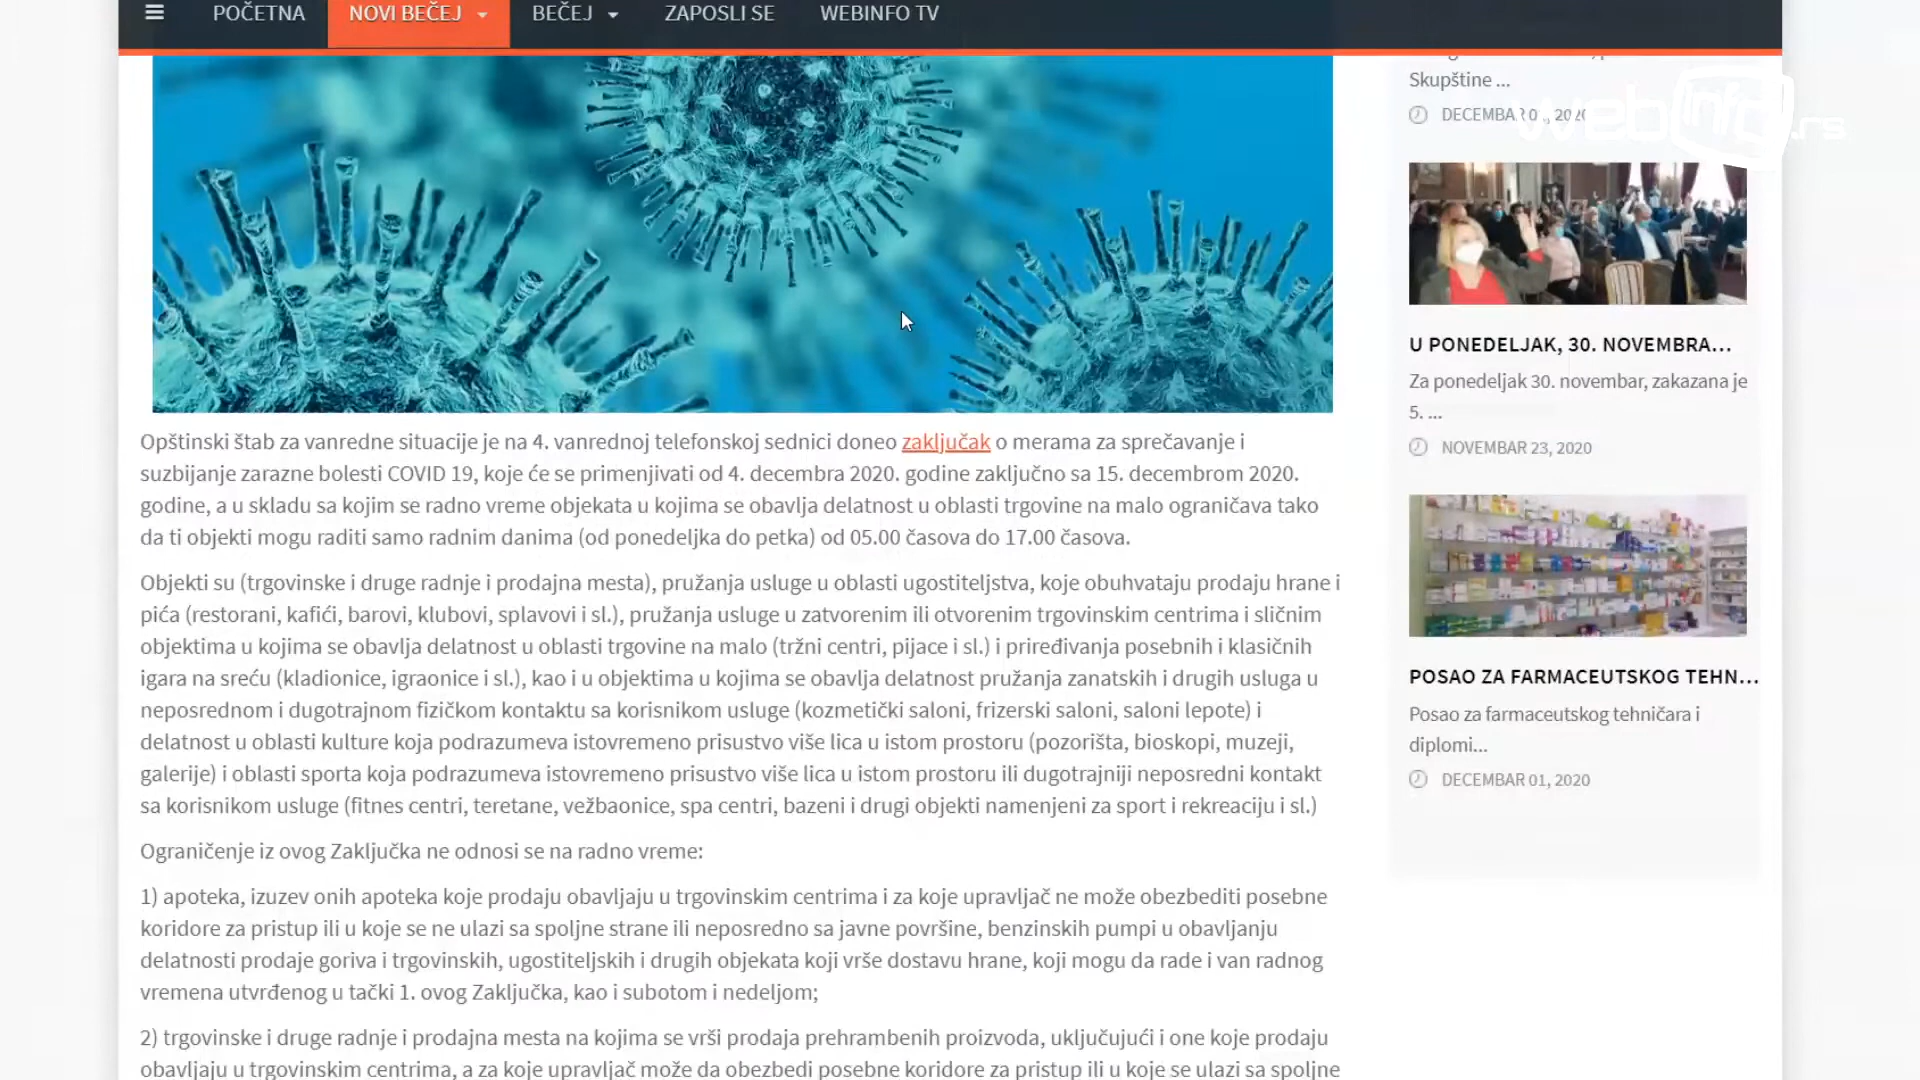 POČETNA
NOVI BEČEJ
BEČEJ
ZAPOSLI SE
WEBINFO TV
Opštinski štab za vanredne situacije je na 4. vanrednoj telefonskoj sednici doneo zaključak o merama za sprečavanje i
suzbijanje zarazne bolesti COVID 19, koje će se primenjivati od 4. decembra 2020. godine zaključno sa 15. decembrom 2020.
godine, a u skladu sa kojim se radno vreme objekata u kojima se obavlja delatnost u oblasti trgovine na malo ograničava tako
da ti objekti mogu raditi samo radnim danima (od ponedeljka do petka) od 05.00 časova do 17.00 časova.
Objekti su (trgovinske i druge radnje i prodajna mesta), pružanja usluge u oblasti ugostiteljstva, koje obuhvataju prodaju hrane i
pića (restorani, kafići, barovi, klubovi, splavovi i sl.), pružanja usluge u zatvorenim ili otvorenim trgovinskim centrima i sličnim
objektima u kojima se obavlja delatnost u oblasti trgovine na malo (tržni centri, pijace i sl.) i priređivanja posebnih i klasičnih
igara na sreću (kladionice, igraonice i sl.), kao i u objektima u kojima se obavlja delatnost pružanja zanatskih i drugih usluga u
neposrednom i dugotrajnom fizičkom kontaktu sa korisnikom usluge (kozmetički saloni, frizerski saloni, saloni lepote) i
delatnost u oblasti kulture koja podrazumeva istovremeno prisustvo više lica u istom prostoru (pozorišta, bioskopi, muzeji,
galerije) i oblasti sporta koja podrazumeva istovremeno prisustvo više lica u istom prostoru ili dugotrajniji neposredni kontakt
sa korisnikom usluge (fitnes centri, teretane, vežbaonice, spa centri, bazeni i drugi objekti namenjeni za sport i rekreaciju i sl.)
Ograničenje iz ovog Zaključka ne odnosi se na radno vreme:
1) apoteka, izuzev onih apoteka koje prodaju obavljaju u trgovinskim centrima i za koje upravljač ne može obezbediti posebne
koridore za pristup ili u koje se ne ulazi sa spoljne strane ili neposredno sa javne površine, benzinskih pumpi u obavljanju
delatnosti prodaje goriva i trgovinskih, ugostiteljskih i drugih objekata koji vrše dostavu hrane, koji mogu da rade i van radnog
vremena utvrđenog u tački 1. ovog Zaključka, kao i subotom i nedeljom;
2) trgovinske i druge radnje i prodajna mesta na kojima se vrši prodaja prehrambenih proizvoda, uključujući i one koje prodaju
obavljaju u trgovinskim centrima, a za koje upravljač može da obezbedi posebne koridore za pristup ili u koje se ulazi sa spoljne
Skupštine ...
DECEMBAR
webinfo.rs
U PONEDELJAK, 30. NOVEMBRA...
Za ponedeljak 30. novembar, zakazana je
5. ...
NOVEMBAR 23, 2020
POSAO ZA FARMACEUTSKOG TEHN...
Posao za farmaceutskog tehničara i
diplomi...
DECEMBAR 01, 2020